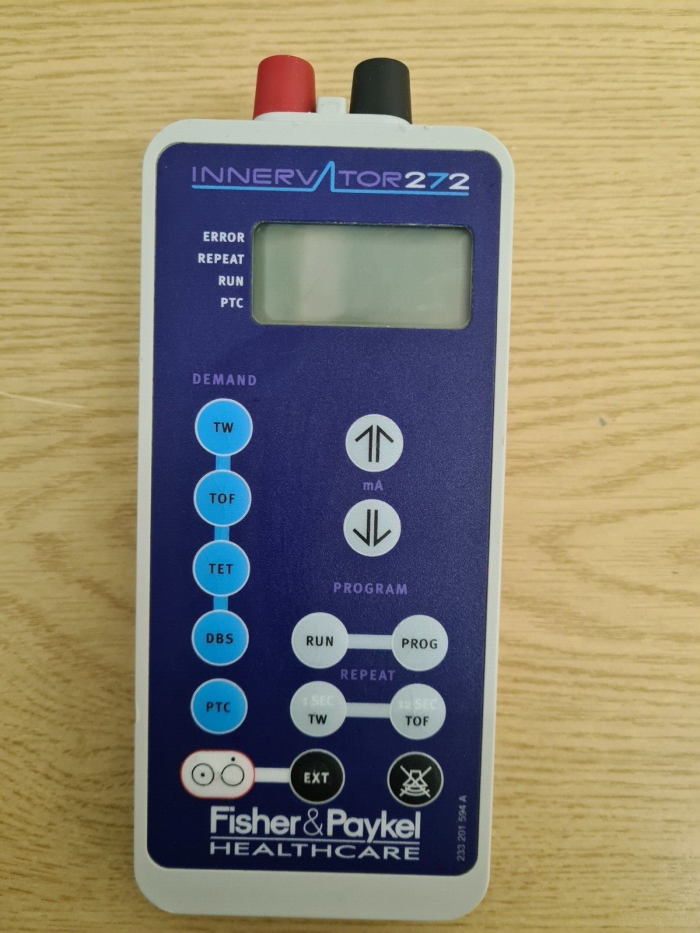 INNERVATOR272
ERROR
REPEAT
RUN
PTC
DEMAND
TW
TOF
mA
TET
PROGRAM
DBS
RUN
PROG
REPEAT
PTC
1 SEC
TW
SEC
TOF
EXT
Fisher&Paykel
HEALTHCARE
233 201 594 A